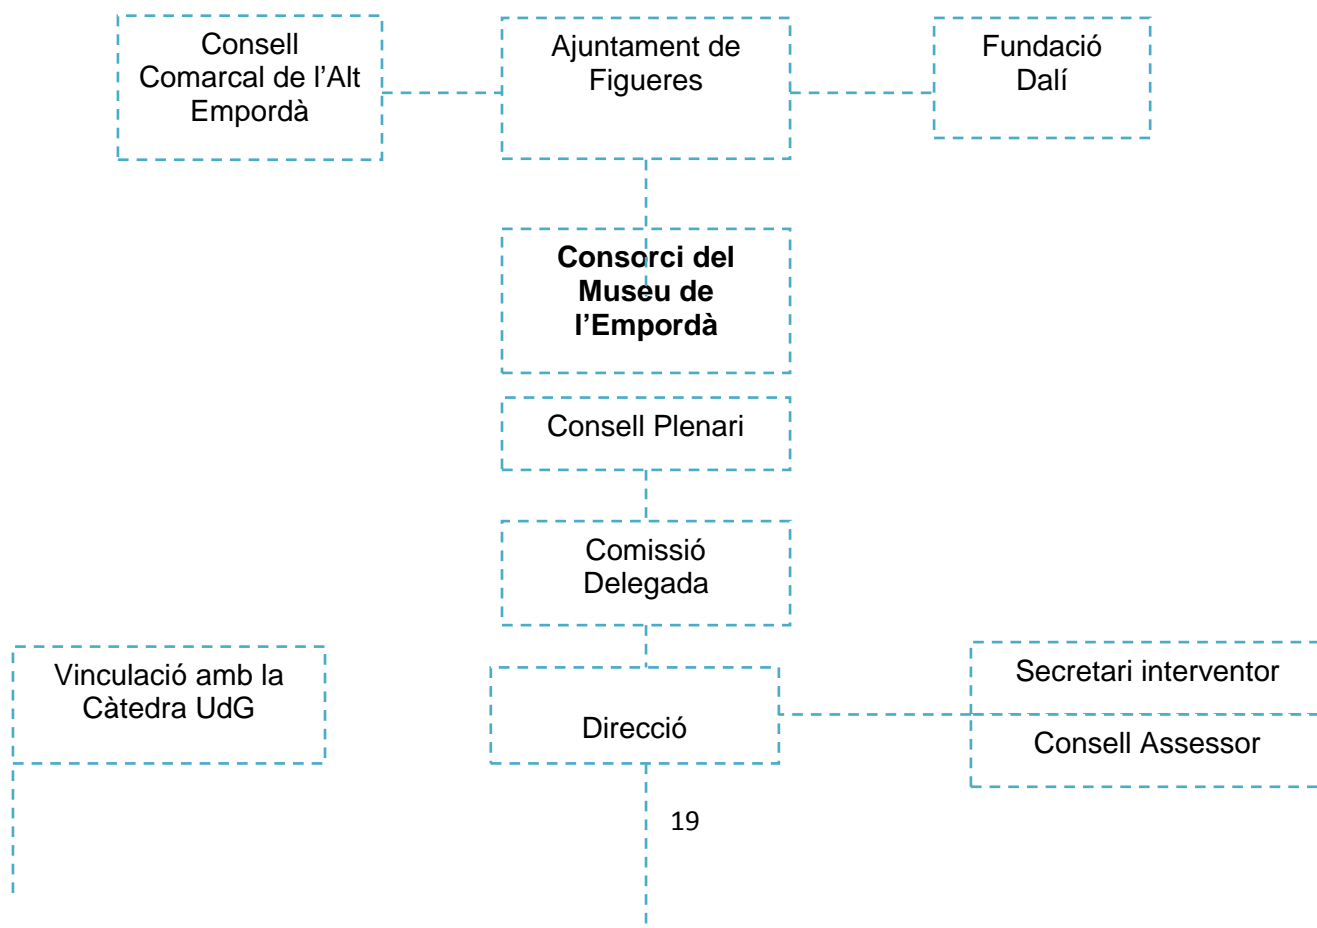 Consell
Comarcal de l’Alt
Empordà
Ajuntament de
Figueres
Fundació
Dalí
Consorci del
Museu de
l’Empordà
Consell Plenari
Comissió
Delegada
Vinculació amb la
Càtedra UdG
Direcció
Secretari interventor
Consell Assessor
19